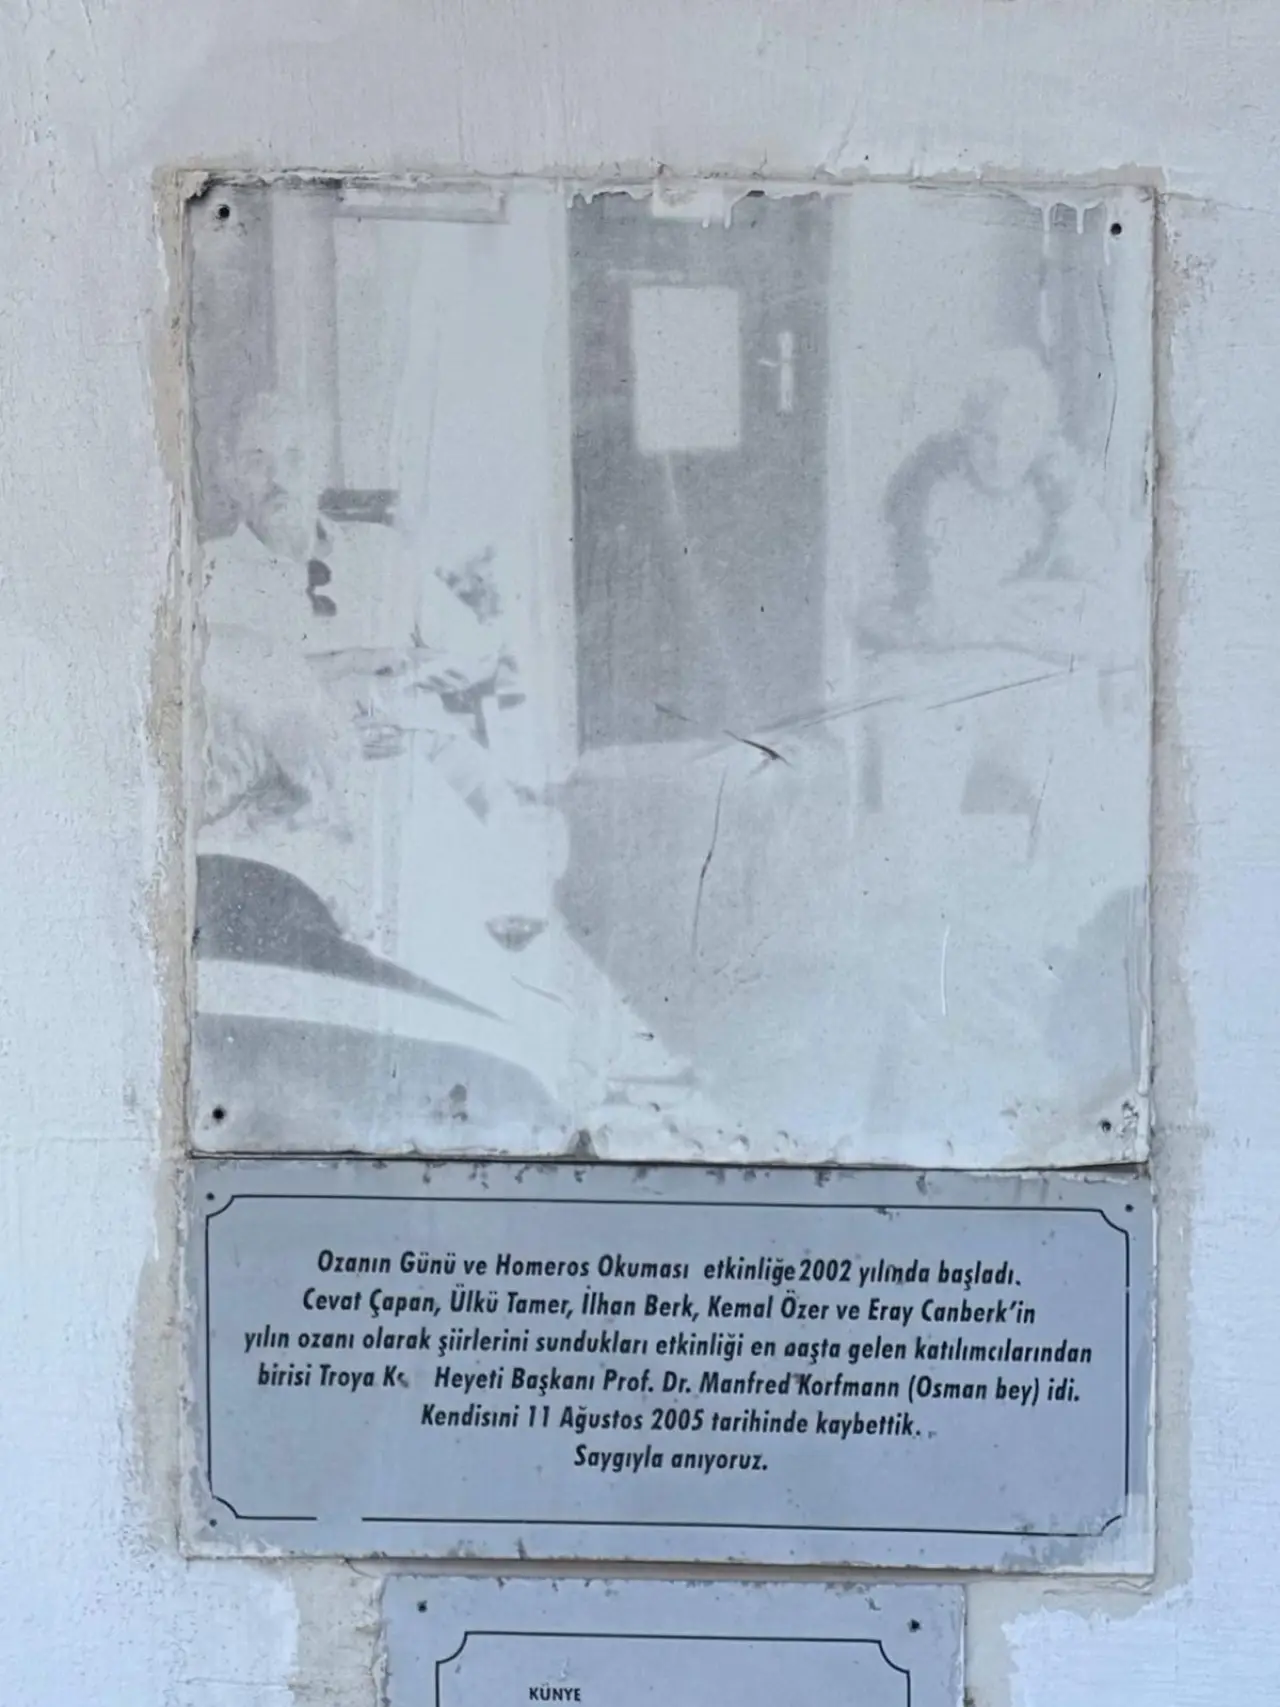 Ozanın Günü ve Homeros Okuması etkinliğe 2002 yılında başladı.
Cevat Çapan, Ülkü Tamer, İlhan Berk, Kemal Özer ve Eray Canberk'in
yılın ozanı olarak şiirlerini sundukları etkinliği en başta gelen katılımcılarından
birisi Troya Heyeti Başkanı Prof. Dr. Manfred Korfmann (Osman bey) idi.
Kendisini 11 Ağustos 2005 tarihinde kaybettik.
Saygıyla anıyoruz.
KÜNYE